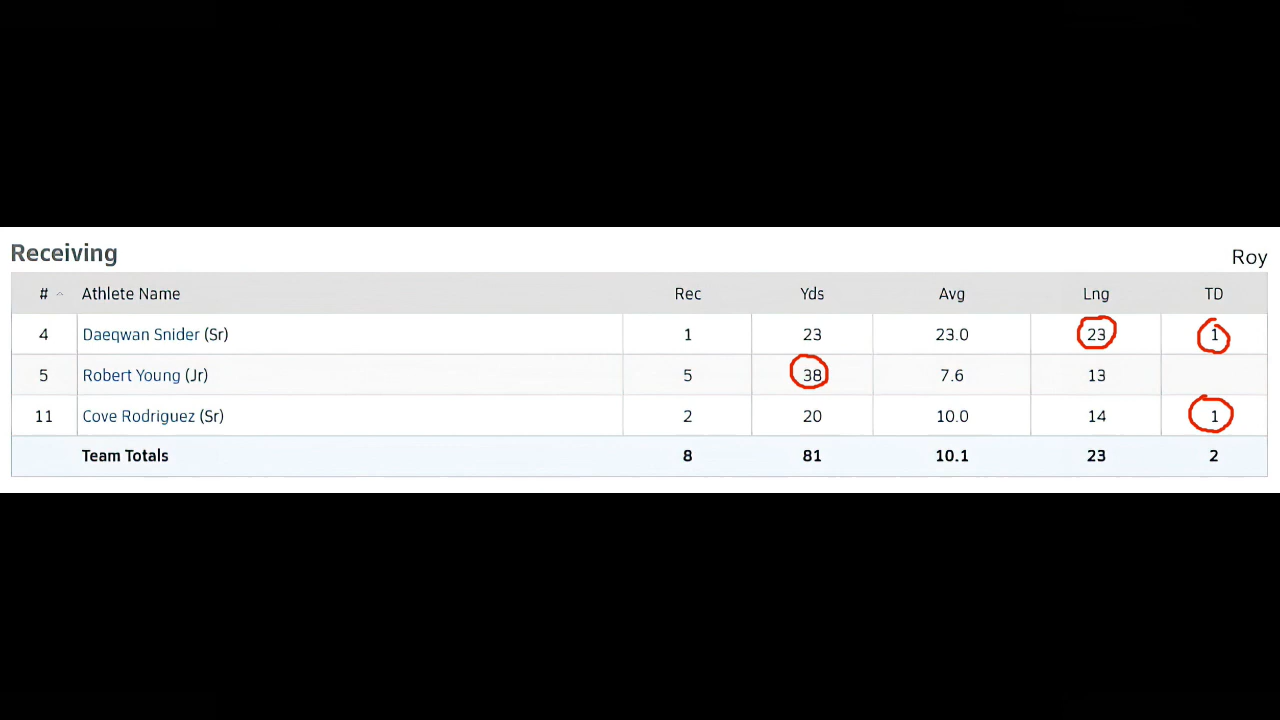 Receiving Roy
# Athlete Name Rec Yds Avg Lng TD
4 Daeqwan Snider (Sr) 1 23 23.0 23 1
5 Robert Young (Jr) 5 38 7.6 13
11 Cove Rodriguez (Sr) 2 20 10.0 14 1
Team Totals 8 81 10.1 23 2